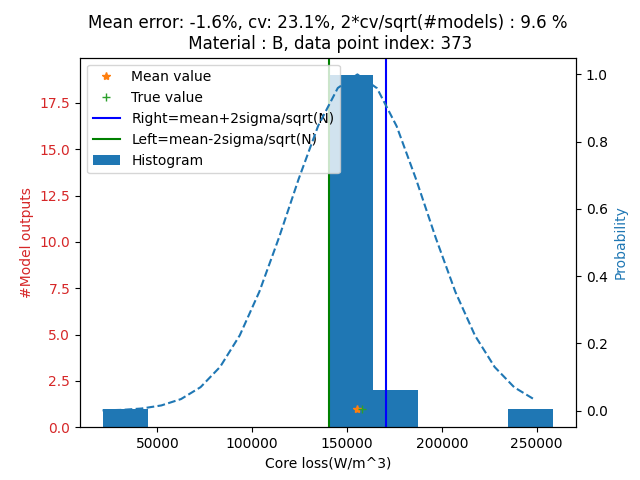 Mean error: -1.6%, cv: 23.1%, 2*cv/sqrt(#models) : 9.6 %
Material : B, data point index: 373
Mean value
True value
Right=mean+2sigma/sqrt(N)
Left=mean-2sigma/sqrt(N)
Histogram
#Model outputs
17.5
15.0
12.5
10.0
7.5
5.0
2.5
0.0
Probability
1.0
0.8
0.6
0.4
0.2
0.0
50000 100000 150000 200000 250000
Core loss(W/m^3)